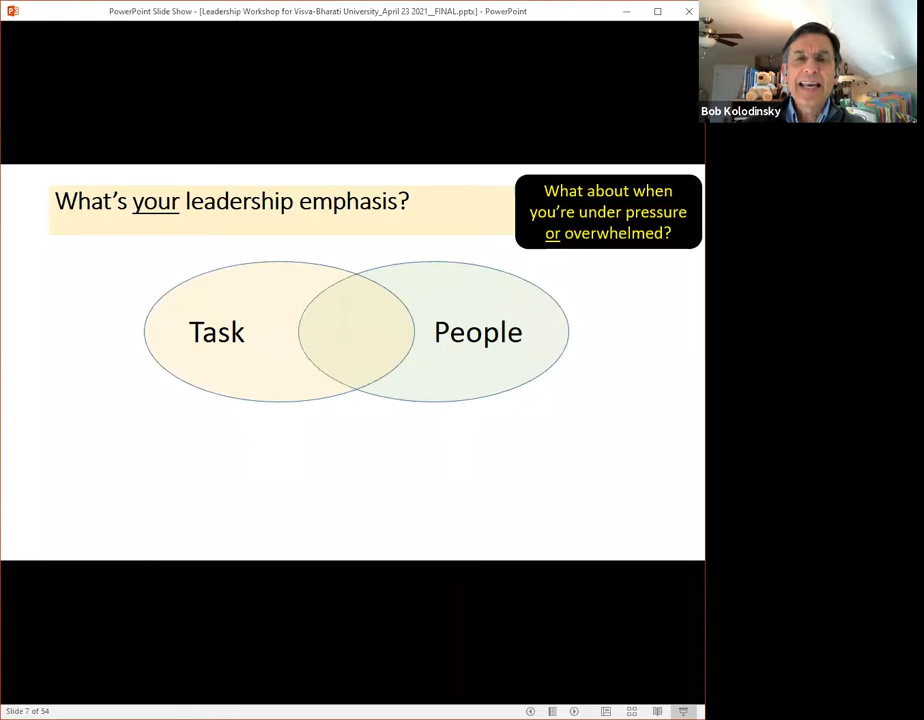 PowerPoint Slide Show - [Leadership Workshop for Visva-Bharati University_April 23 2021__FINAL.pptx] - PowerPoint
Bob Kolodinsky
What's your leadership emphasis?
What about when
you're under pressure
or overwhelmed?
Task
People
Slide 7 of 54